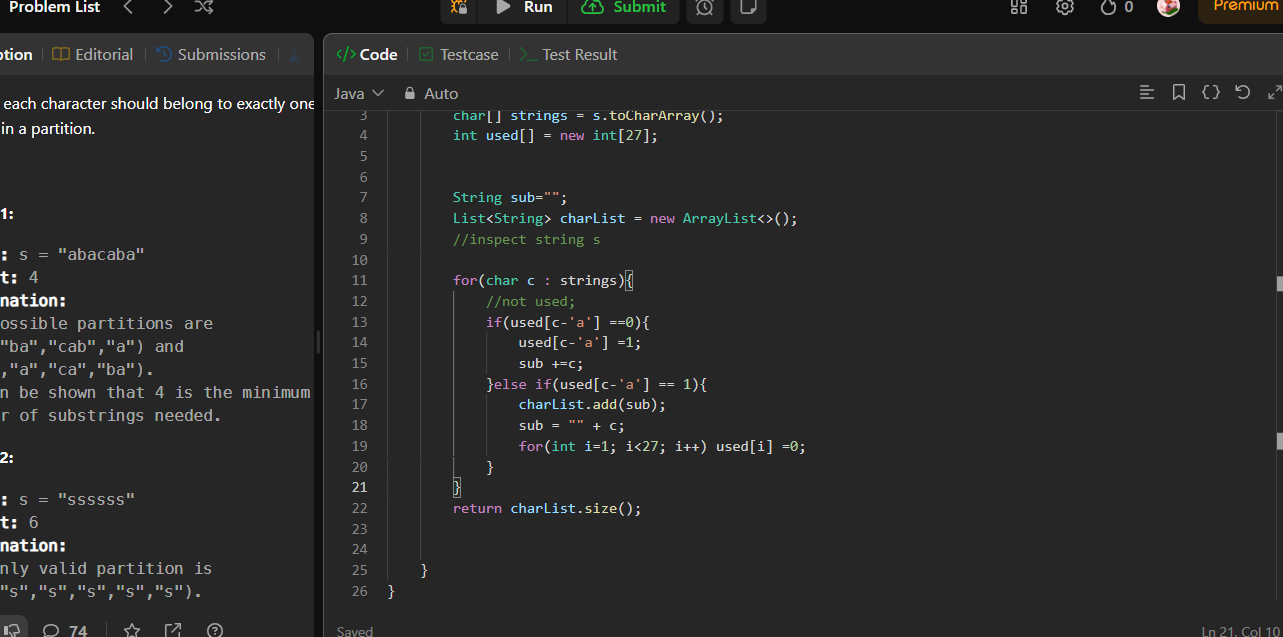 Problem List Run Submit 0 Premium
ption Editorial Submissions
</> Code Testcase >_ Test Result
each character should belong to exactly one
in a partition.
Java Auto
1:
: s = "abacaba"
t: 4
nation:
ossible partitions are
"ba","cab","a") and
,"a","ca","ba").
n be shown that 4 is the minimum
r of substrings needed.
2:
: s = "ssssss"
t: 6
nation:
nly valid partition is
"s","s","s","s","s").
74
3 char[] strings = s.toCharArray();
4 int used[] = new int[27];
5
6
7 String sub="";
8 List<String> charList = new ArrayList<>();
9 //inspect string s
10
11 for(char c : strings){
12 //not used;
13 if(used[c-'a'] ==0){
14 used[c-'a'] =1;
15 sub +=c;
16 }else if(used[c-'a'] == 1){
17 charList.add(sub);
18 sub = "" + c;
19 for(int i=1; i<27; i++) used[i] =0;
20 }
21 }
22 return charList.size();
23
24
25 }
26 }
Saved Ln 21, Col 10